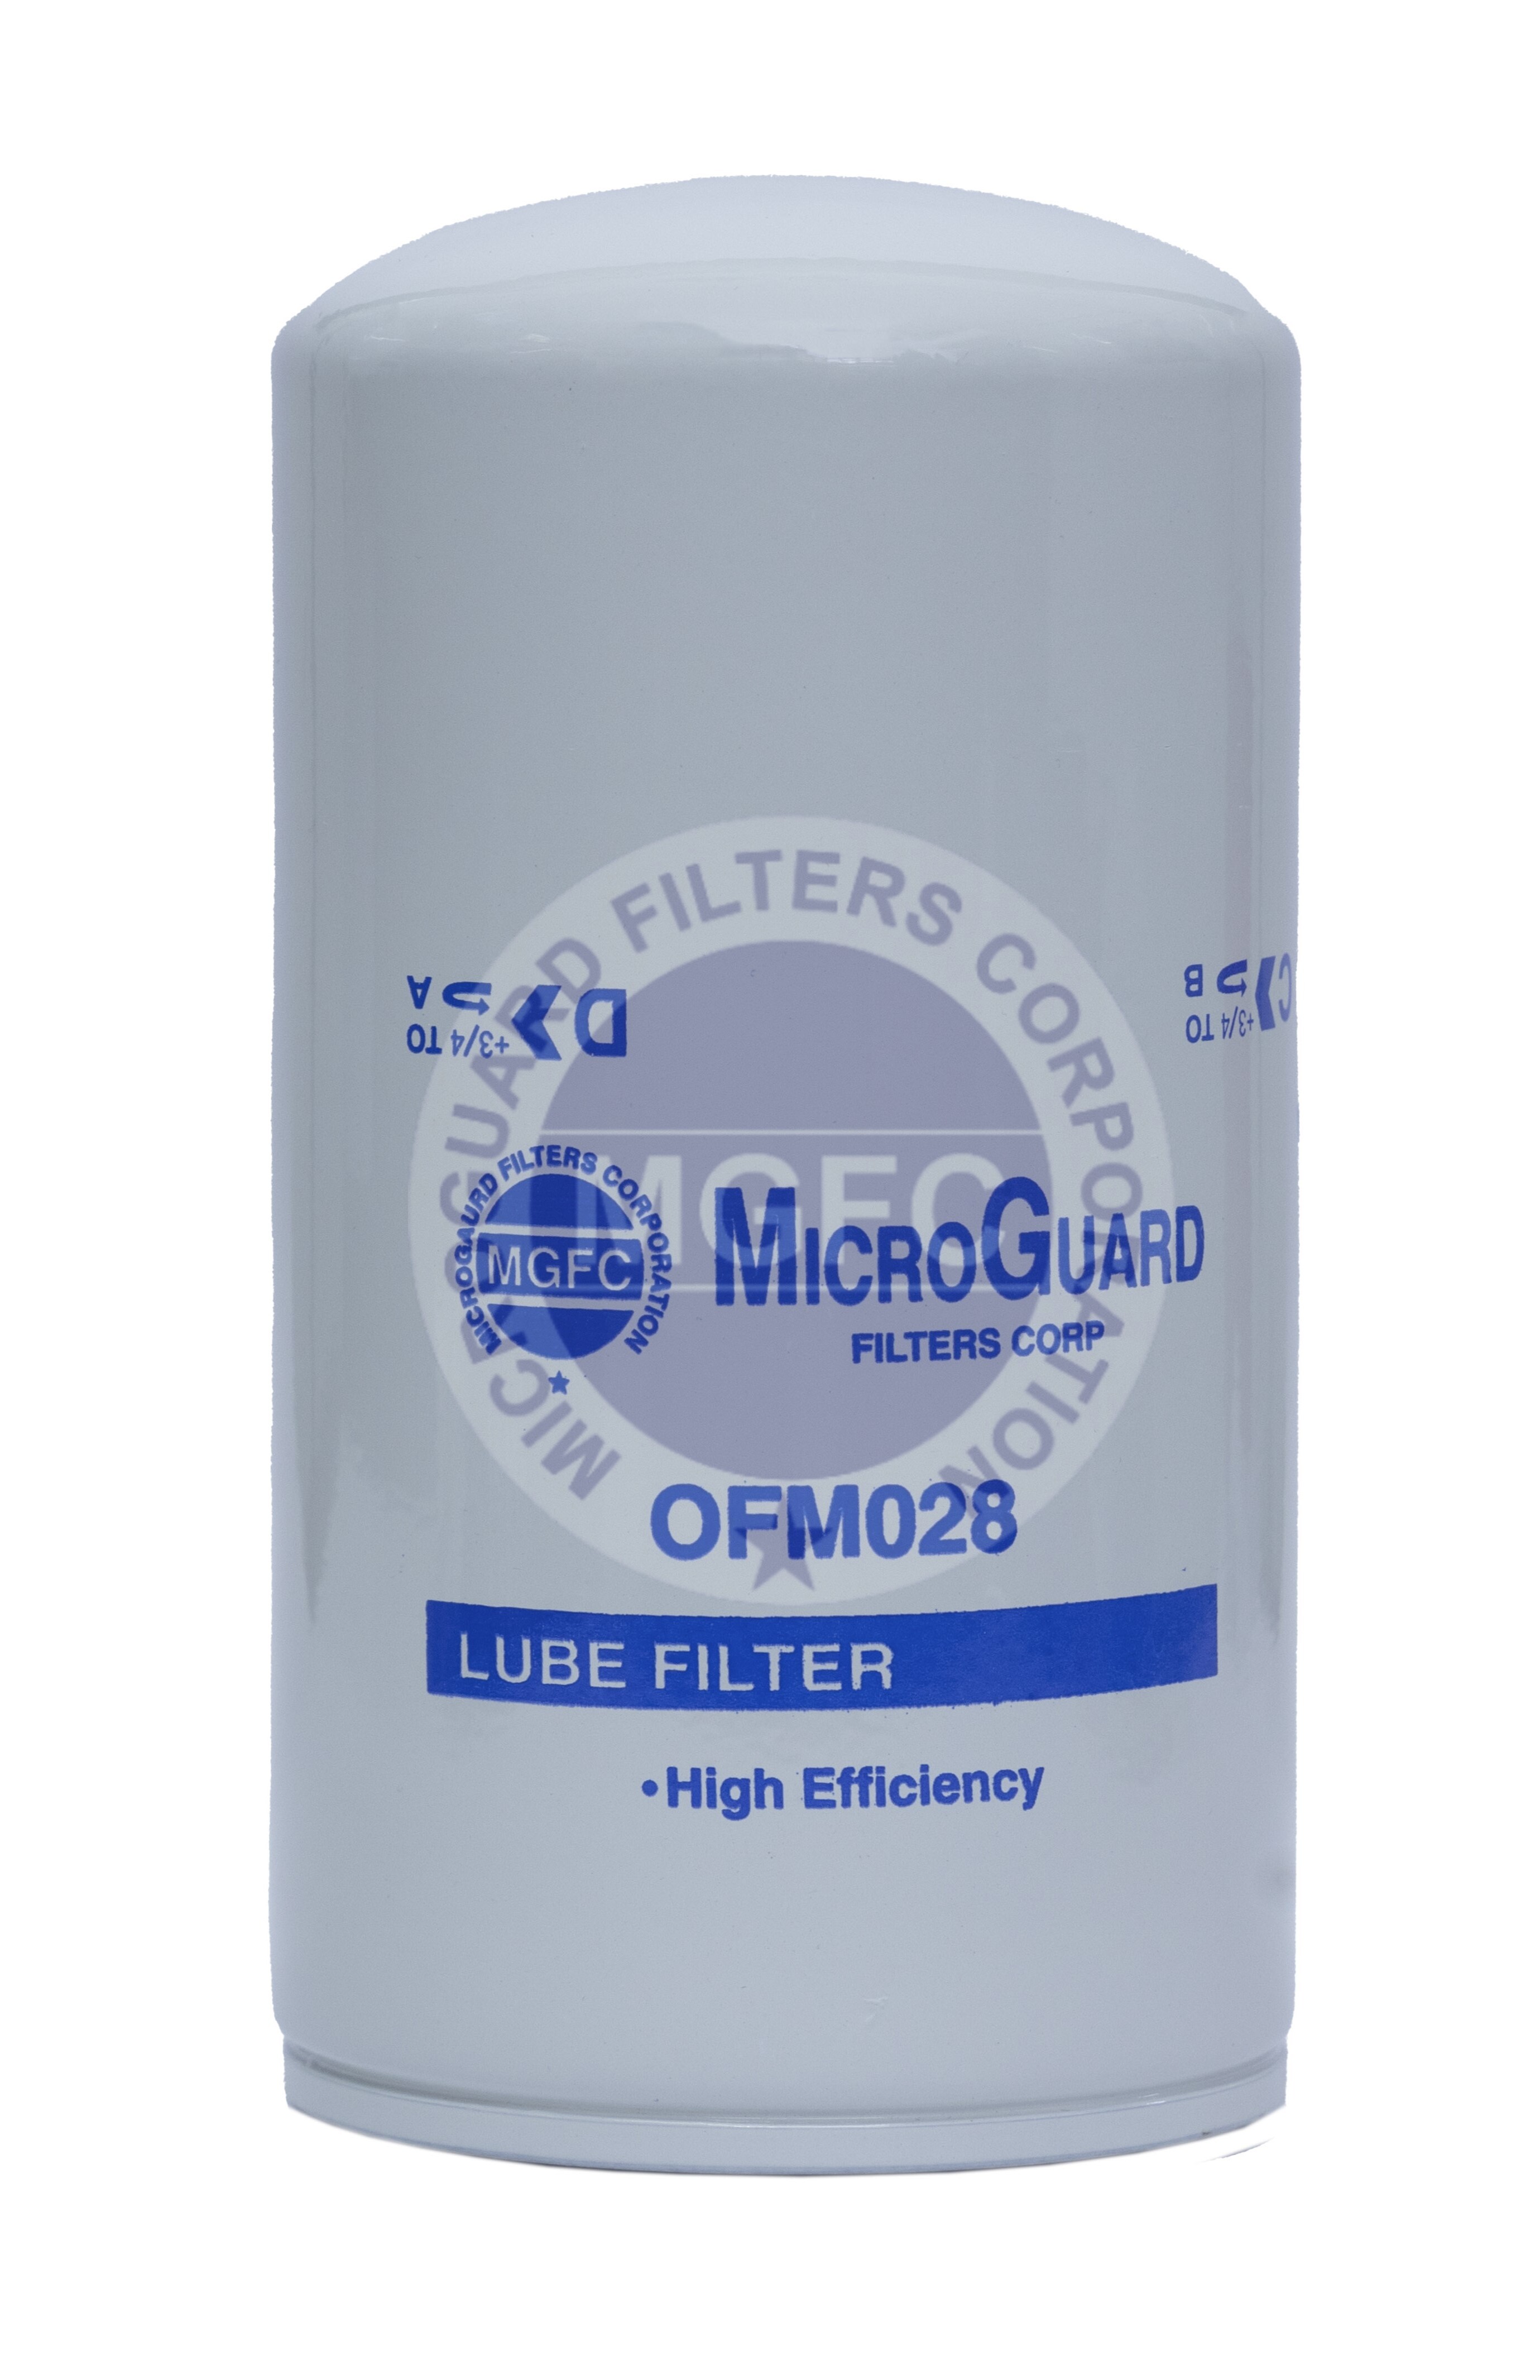 D
+3/4 TO
A
C
+3/4 TO
B
MICROGAURD FILTERS CORPORATION
MGFC
MICROGUARD
FILTERS CORP
OFM028
LUBE FILTER
•High Efficiency
MICROGUARD FILTERS CORPORATION
MGFC